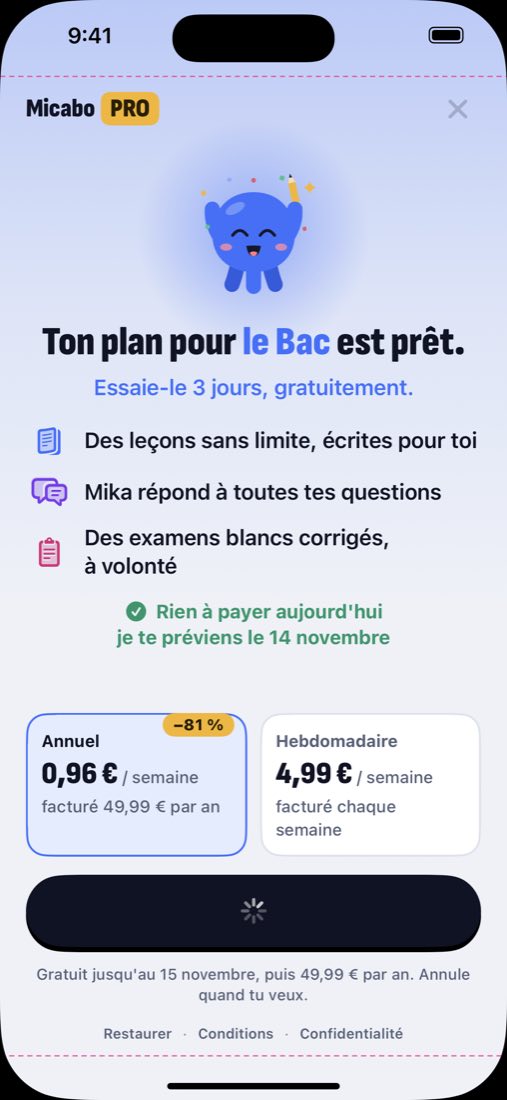 9:41
Micabo PRO
Ton plan pour le Bac est prêt.
Essaie-le 3 jours, gratuitement.
Des leçons sans limite, écrites pour toi
Mika répond à toutes tes questions
Des examens blancs corrigés,
à volonté
Rien à payer aujourd'hui
je te préviens le 14 novembre
−81 %
Annuel
0,96 € / semaine
facturé 49,99 € par an
Hebdomadaire
4,99 € / semaine
facturé chaque
semaine
Gratuit jusqu'au 15 novembre, puis 49,99 € par an. Annule
quand tu veux.
Restaurer · Conditions · Confidentialité